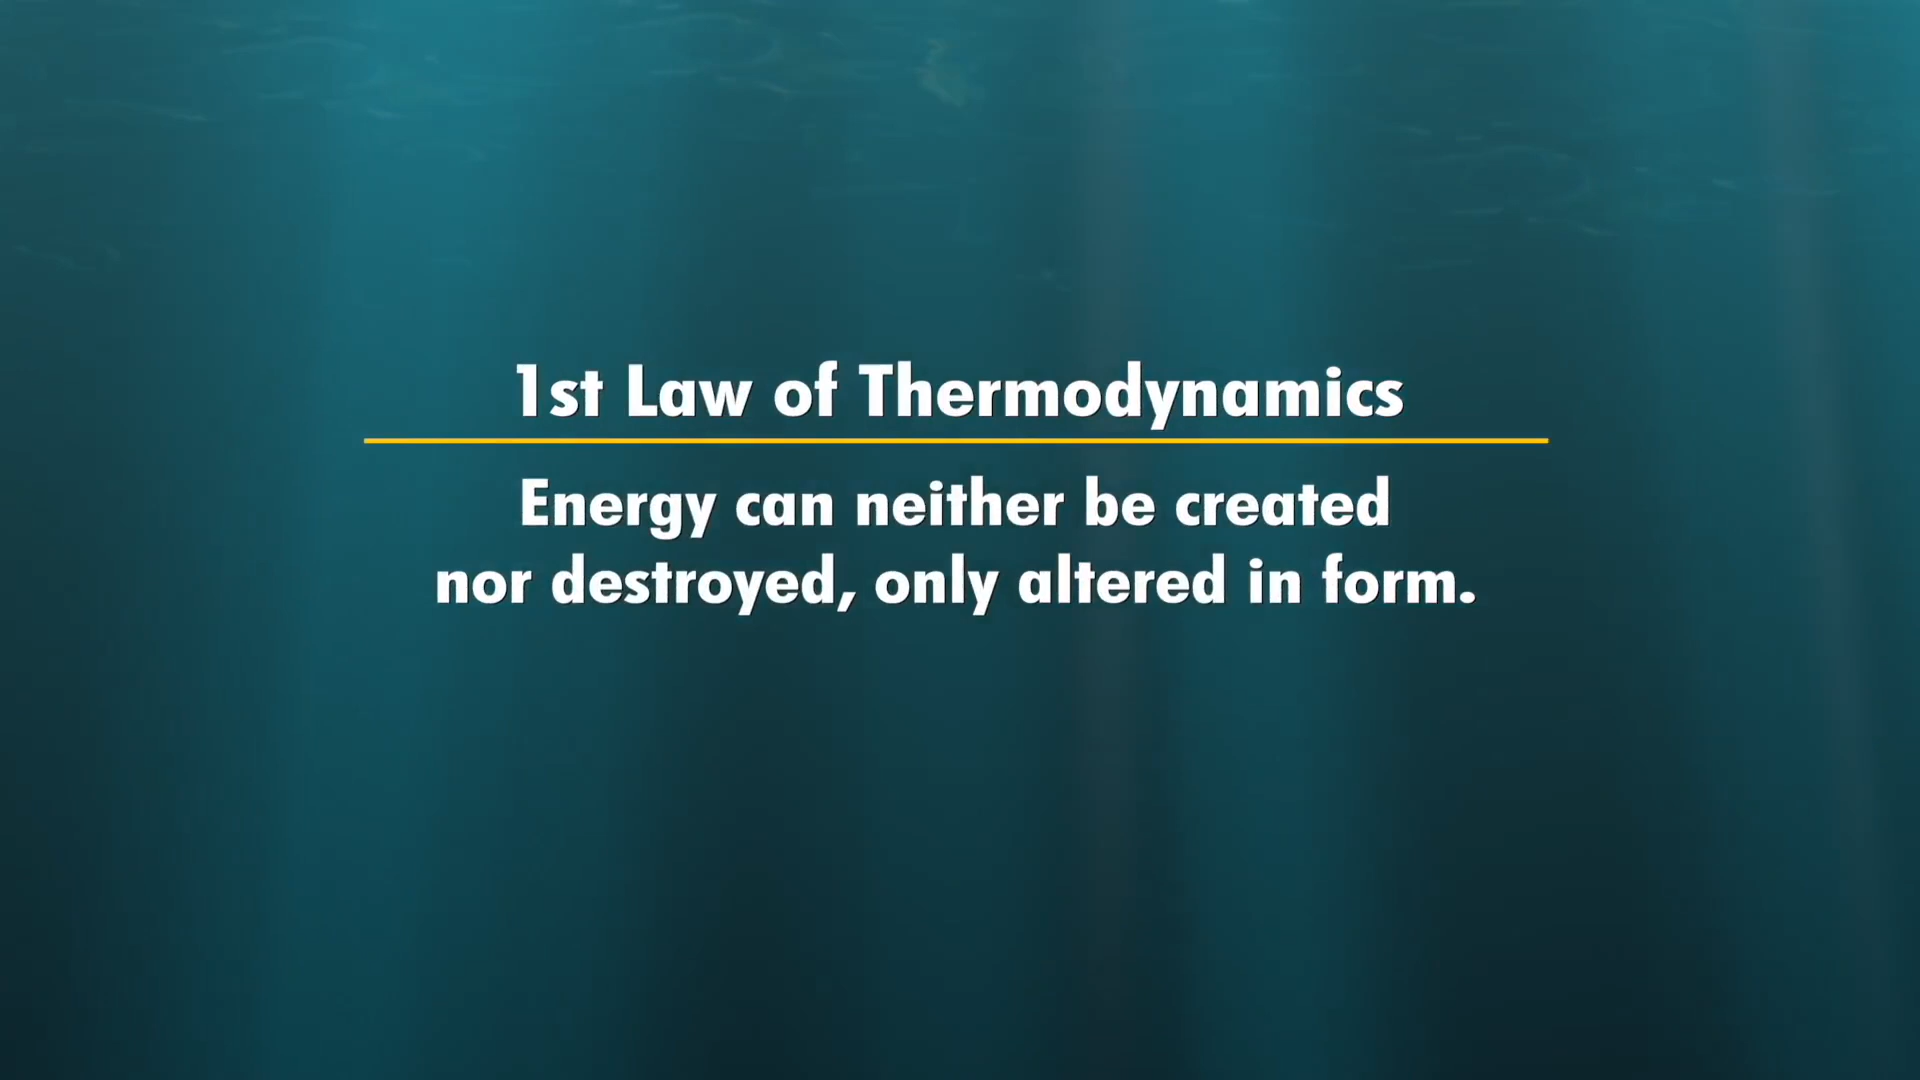 1st Law of Thermodynamics
Energy can neither be created
nor destroyed, only altered in form.